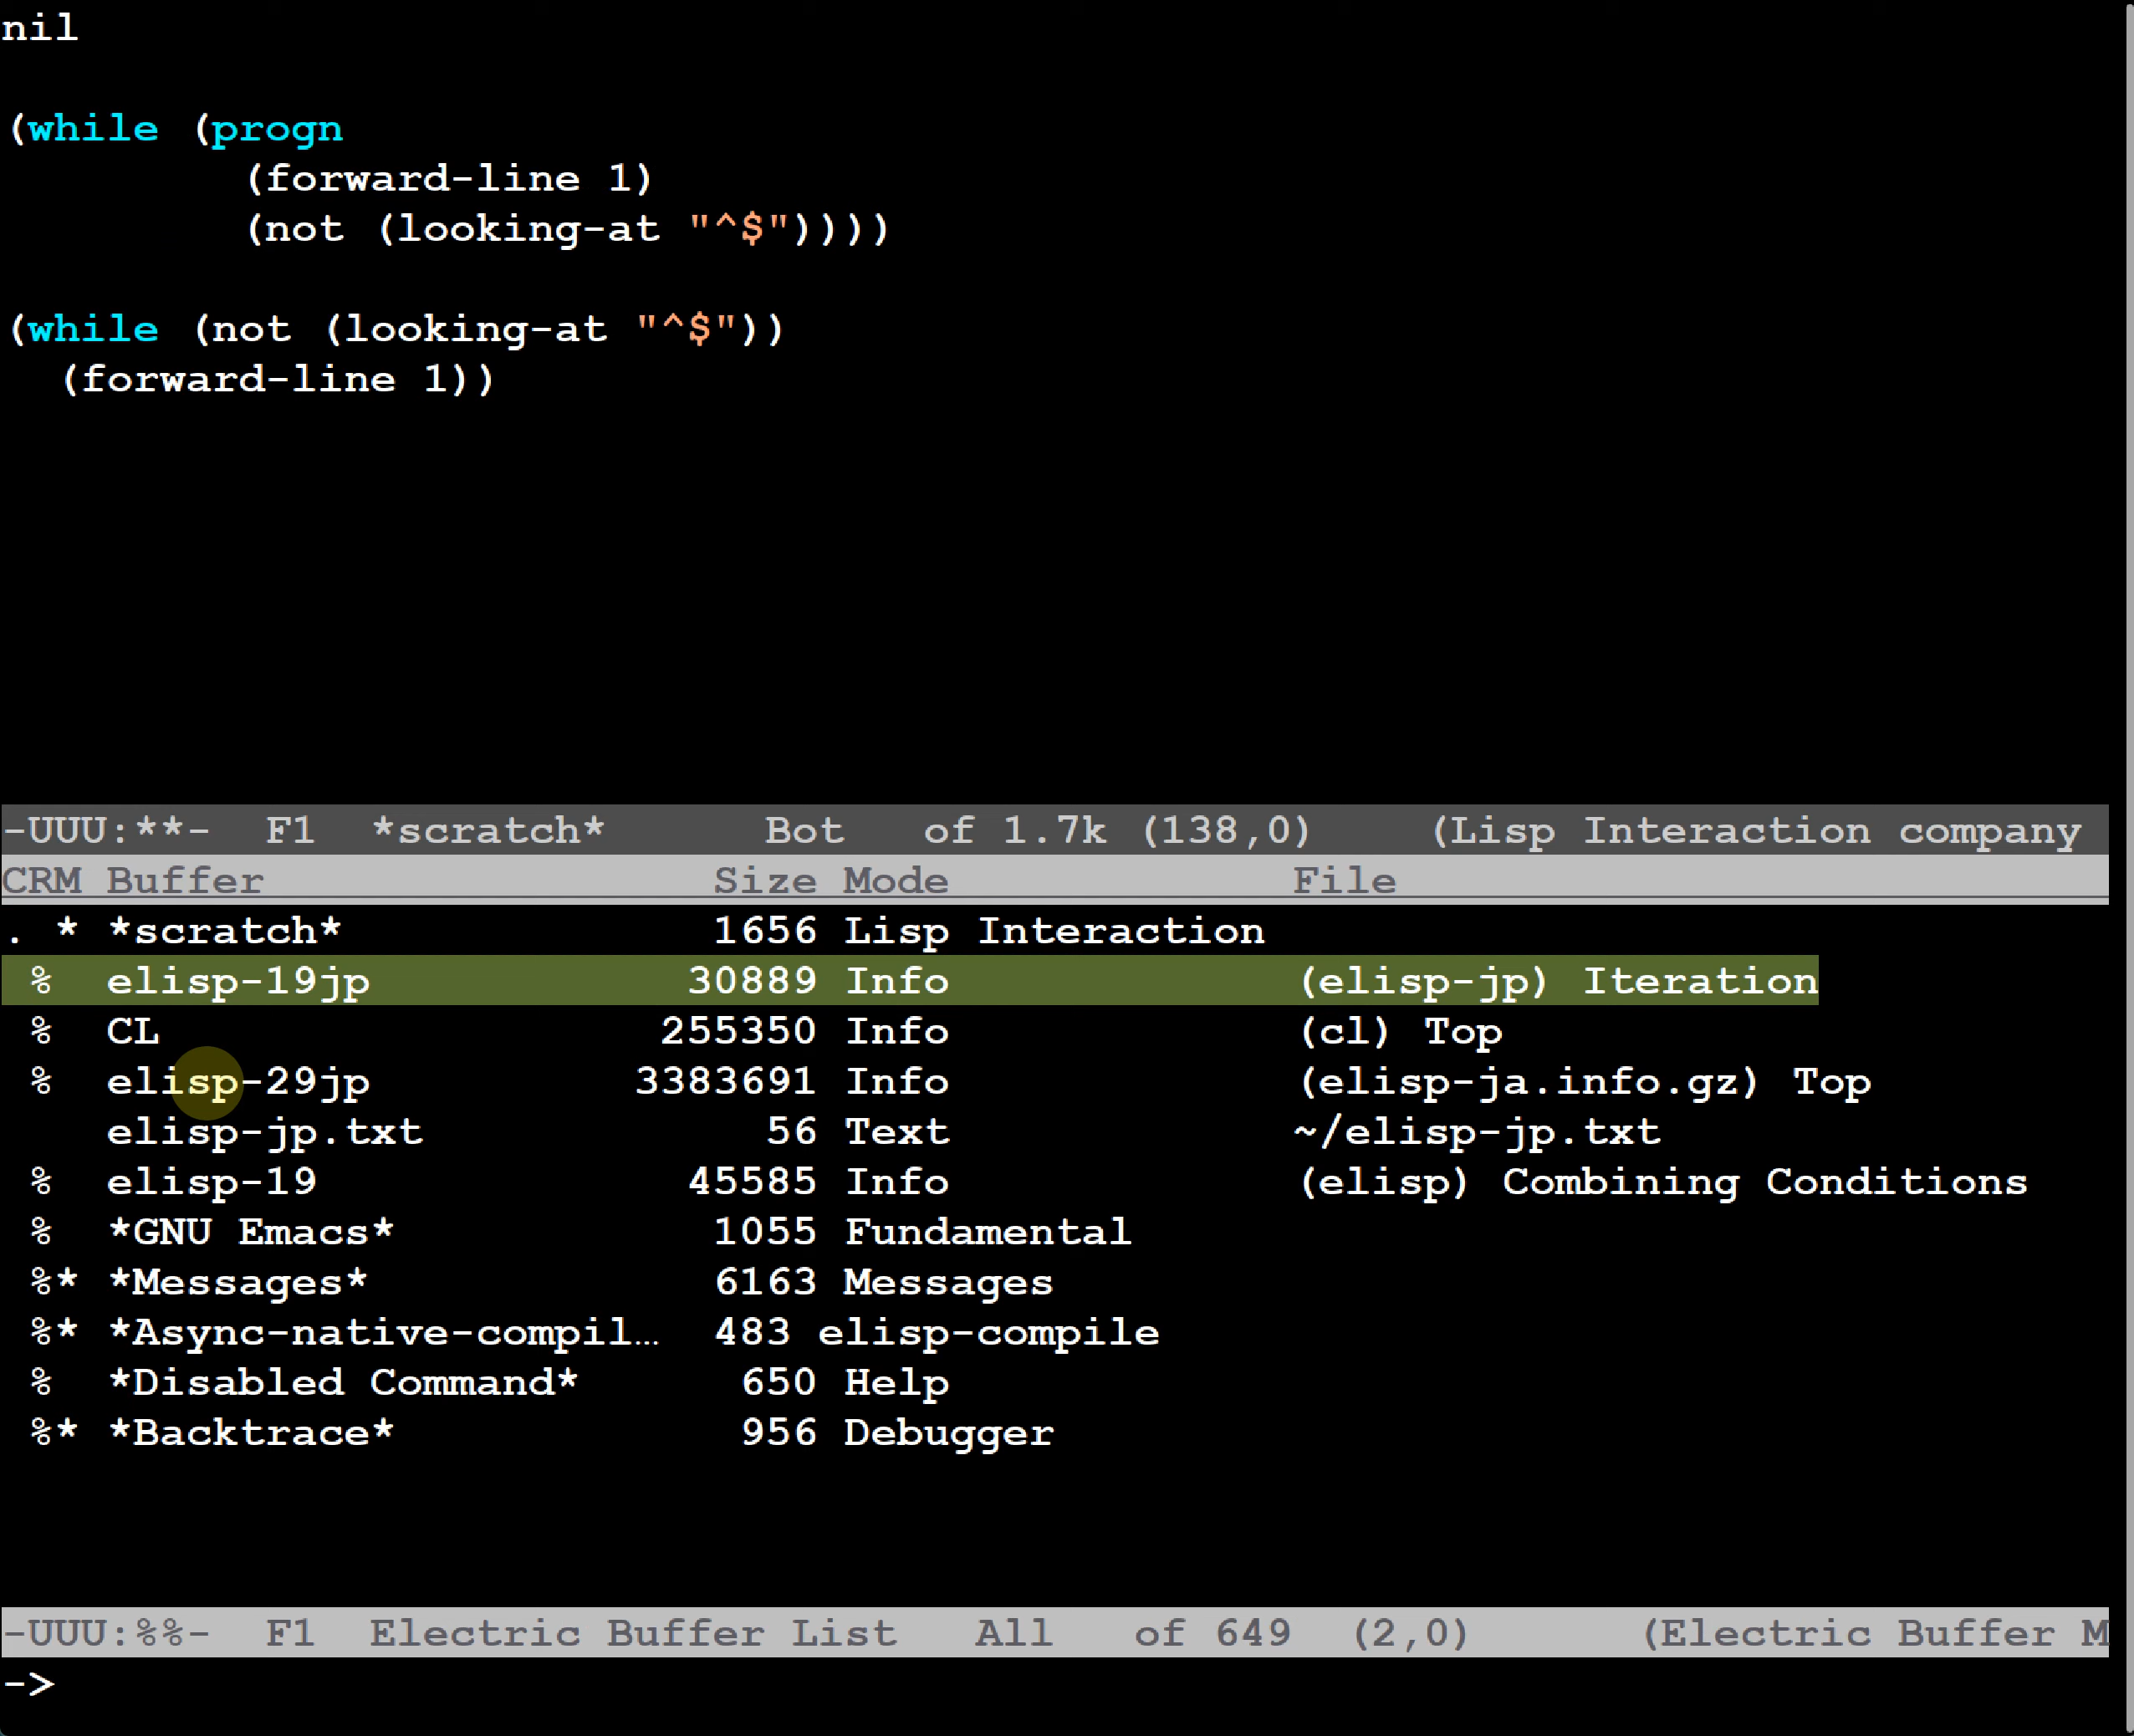 nil
(while (progn
(forward-line 1)
(not (looking-at "^$"))))
(while (not (looking-at "^$"))
(forward-line 1))
-UUU:**-  F1  *scratch*      Bot   of 1.7k (138,0)    (Lisp Interaction company
CRM Buffer                 Size Mode             File
. * *scratch*              1656 Lisp Interaction
%  elisp-19jp            30889 Info             (elisp-jp) Iteration
%  CL                   255350 Info             (cl) Top
%  elisp-29jp          3383691 Info             (elisp-ja.info.gz) Top
elisp-jp.txt             56 Text             ~/elisp-jp.txt
%  elisp-19              45585 Info             (elisp) Combining Conditions
%  *GNU Emacs*            1055 Fundamental
%* *Messages*             6163 Messages
%* *Async-native-compil…  483 elisp-compile
%  *Disabled Command*      650 Help
%* *Backtrace*             956 Debugger
-UUU:%%-  F1  Electric Buffer List   All   of 649  (2,0)      (Electric Buffer M
->